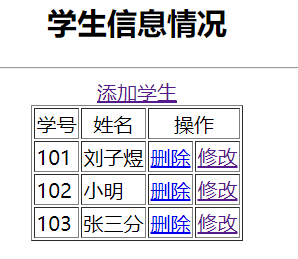 学生信息情况
添加学生
学号 姓名 操作
101 刘子煜 删除 修改
102 小明 删除 修改
103 张三分 删除 修改